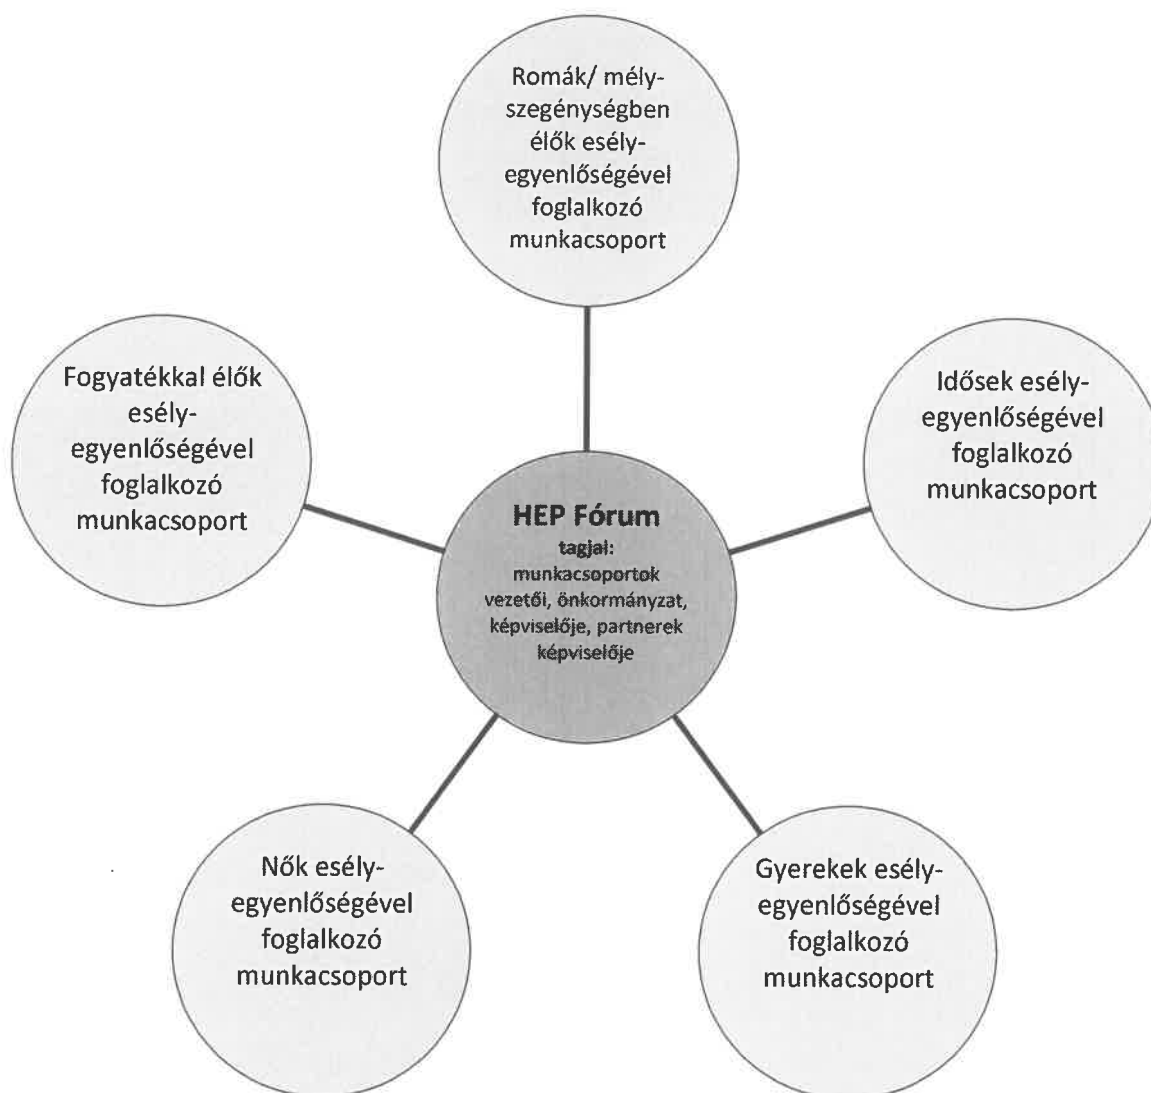 Romák/ mély-
szegénységben
élők esély-
egyenlőségével
foglalkozó
munkacsoport
Fogyatékkal élők
esély-
egyenlőségével
foglalkozó
munkacsoport
Idősek esély-
egyenlőségével
foglalkozó
munkacsoport
HEP Fórum
tagjai:
munkacsoportok
vezetői, önkormányzat,
képviselője, partnerek
képviselője
Nők esély-
egyenlőségével
foglalkozó
munkacsoport
Gyerekek esély-
egyenlőségével
foglalkozó
munkacsoport